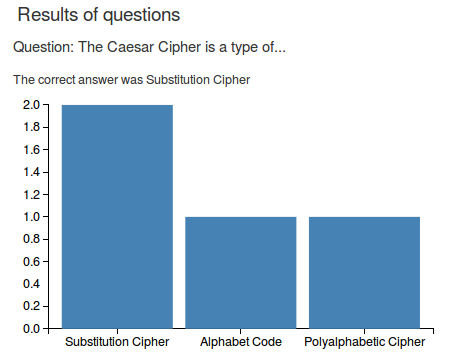 Results of questions
Question: The Caesar Cipher is a type of...
The correct answer was Substitution Cipher
2.0
1.8
1.6
1.4
1.2
1.0
0.8
0.6
0.4
0.2
0.0
Substitution Cipher Alphabet Code Polyalphabetic Cipher